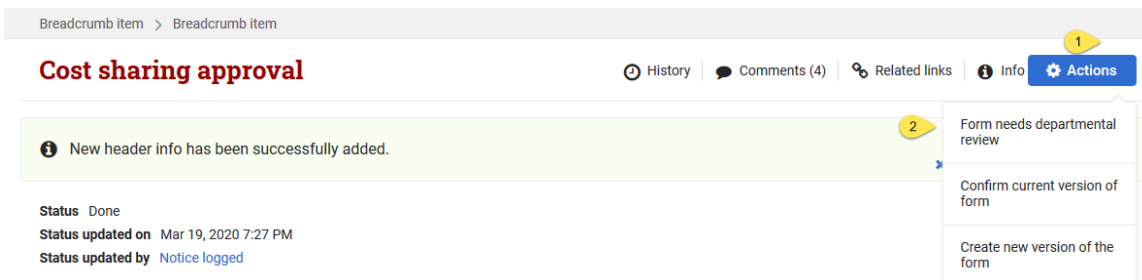 Breadcrumb item > Breadcrumb item
1
Cost sharing approval
History
Comments (4)
Related links
Info
Actions
2
Form needs departmental
review
New header info has been successfully added.
Confirm current version of
form
Create new version of the
form
Status Done
Status updated on Mar 19, 2020 7:27 PM
Status updated by Notice logged